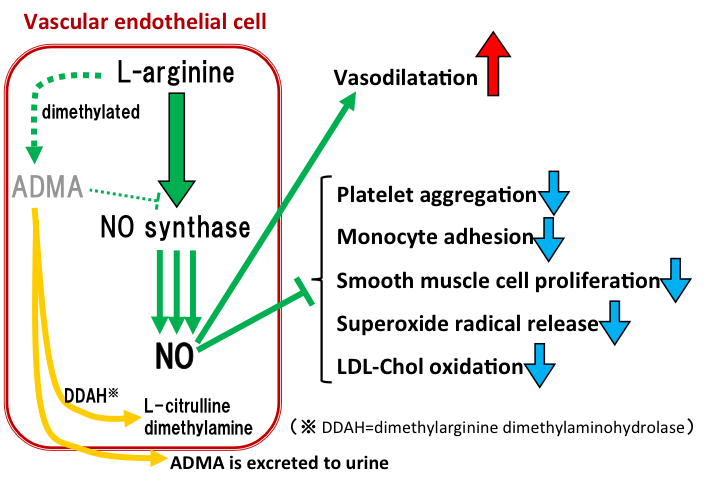 Vascular endothelial cell
L-arginine
dimethylated
ADMA
NO synthase
NO
DDAH※
L-citrulline
dimethylamine
ADMA is excreted to urine
Vasodilatation
Platelet aggregation
Monocyte adhesion
Smooth muscle cell proliferation
Superoxide radical release
LDL-Chol oxidation
（※ DDAH=dimethylarginine dimethylaminohydrolase）